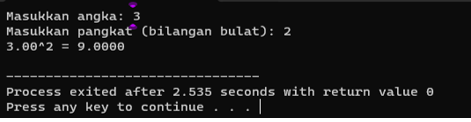 Masukkan angka: 3
Masukkan pangkat (bilangan bulat): 2
3.00^2 = 9.0000
--------------------------------
Process exited after 2.535 seconds with return value 0
Press any key to continue . . .